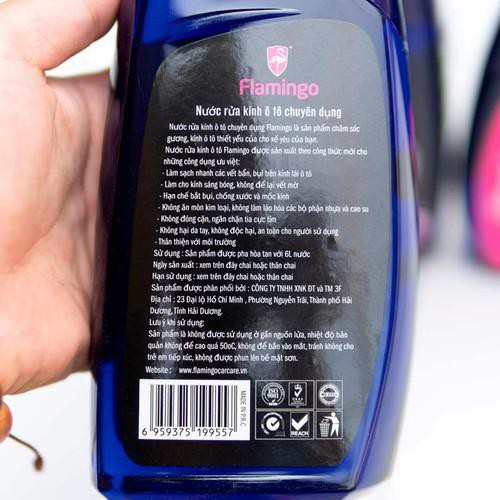 Flamingo
Nước rửa kính ô tô chuyên dụng
Nước rửa kính ô tô chuyên dụng Flamingo là sản phẩm chăm sóc
gương, kính ô tô thiết yếu của cho xế yêu của bạn.
Nước rửa kính ô tô Flamingo được sản xuất theo công thức mới cho
những công dụng ưu việt:
- Làm sạch nhanh các vết bẩn, bụi trên kính lái ô tô
- Làm cho kính sáng bóng, không để lại vết mờ
- Hạn chế bắt bụi, chống xước và mốc kính
- Không ăn mòn kim loại, không làm lão hóa các bộ phận nhựa và cao su
- Không đóng cặn, ngăn chặn tia cực tím
- Không hại da tay, không độc hại, an toàn cho người sử dụng
- Thân thiện với môi trường
Sử dụng : Sản phẩm được pha hòa tan với 6L nước
Ngày sản xuất : xem trên đáy chai hoặc thân chai
Hạn sử dụng : xem trên đáy chai hoặc thân chai
Sản phẩm được phân phối bởi : CÔNG TY TNHH XNK ĐT và TM 3F
Địa chỉ : 23 Đại lộ Hồ Chí Minh , Phường Nguyễn Trãi, Thành phố Hải
Dương, Tỉnh Hải Dương.
Lưu ý khi sử dụng:
Sản phẩm là không được sử dụng ở gần nguồn lửa, nhiệt độ bảo
quản không để cao quá 50oC, không để bắn vào mắt, tránh không cho
trẻ em tiếp xúc, không được phun lên bề mặt sơn.
Website : www.flamingocarcare.vn
6 959375 199557
MADE IN P.R.C
ISO
9001
REACH